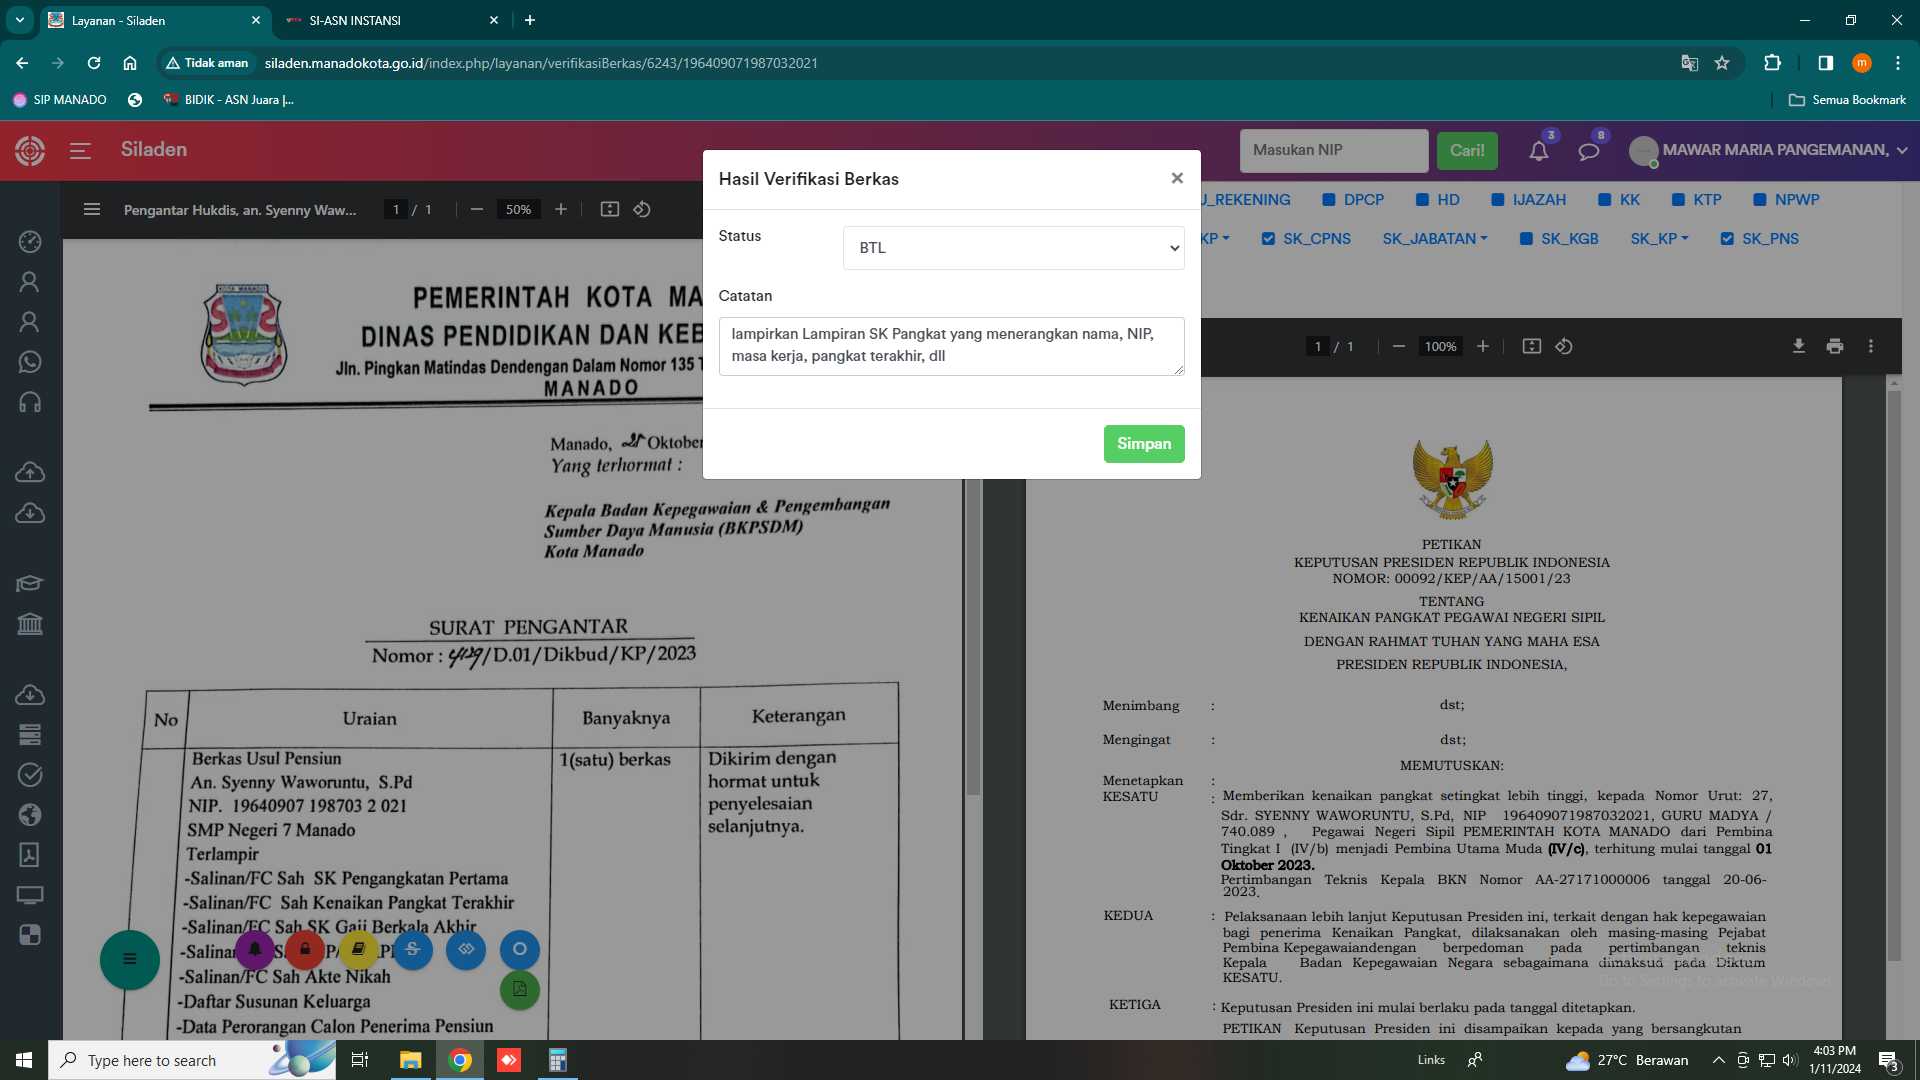 Layanan - Siladen
SI-ASN INSTANSI
Tidak aman
siladen.manadokota.go.id/index.php/layanan/verifikasiBerkas/6243/196409071987032021
m
SIP MANADO
BIDIK - ASN Juara |...
Semua Bookmark
Siladen
Masukan NIP
Cari!
3
8
MAWAR MARIA PANGEMANAN,
Pengantar Hukdis, an. Syenny Waw...
1 / 1
50%
Hasil Verifikasi Berkas
Status
BTL
Catatan
lampirkan Lampiran SK Pangkat yang menerangkan nama, NIP,
masa kerja, pangkat terakhir, dll
Simpan
U_REKENING
DPCP
HD
IJAZAH
KK
KTP
NPWP
KP
SK_CPNS
SK_JABATAN
SK_KGB
SK_KP
SK_PNS
1 / 1
100%
PEMERINTAH KOTA MA
DINAS PENDIDIKAN DAN KEB
Jln. Pingkan Matindas Dendengan Dalam Nomor 135 T
MANADO
Manado, Oktober
Yang terhormat :
Kepala Badan Kepegawaian & Pengembangan
Sumber Daya Manusia (BKPSDM)
Kota Manado
SURAT PENGANTAR
Nomor : /D.01/Dikbud/KP/2023
No
Uraian
Banyaknya
Keterangan
Berkas Usul Pensiun
An. Syenny Waworuntu, S.Pd
NIP. 19640907 198703 2 021
SMP Negeri 7 Manado
Terlampir
-Salinan/FC Sah SK Pengangkatan Pertama
-Salinan/FC Sah Kenaikan Pangkat Terakhir
-Salinan/FC Sah SK Gaji Berkala Akhir
-Salinan
-Salinan/FC Sah Akte Nikah
-Daftar Susunan Keluarga
-Data Perorangan Calon Penerima Pensiun
1(satu) berkas
Dikirim dengan
hormat untuk
penyelesaian
selanjutnya.
PETIKAN
KEPUTUSAN PRESIDEN REPUBLIK INDONESIA
NOMOR: 00092/KEP/AA/15001/23
TENTANG
KENAIKAN PANGKAT PEGAWAI NEGERI SIPIL
DENGAN RAHMAT TUHAN YANG MAHA ESA
PRESIDEN REPUBLIK INDONESIA,
Menimbang : dst;
Mengingat : dst;
MEMUTUSKAN:
Menetapkan :
KESATU : Memberikan kenaikan pangkat setingkat lebih tinggi, kepada Nomor Urut: 27,
Sdr. SYENNY WAWORUNTU, S.Pd, NIP 196409071987032021, GURU MADYA /
740.089 , Pegawai Negeri Sipil PEMERINTAH KOTA MANADO dari Pembina
Tingkat I (IV/b) menjadi Pembina Utama Muda (IV/c), terhitung mulai tanggal 01
Oktober 2023.
Pertimbangan Teknis Kepala BKN Nomor AA-27171000006 tanggal 20-06-
2023.
KEDUA : Pelaksanaan lebih lanjut Keputusan Presiden ini, terkait dengan hak kepegawaian
bagi penerima Kenaikan Pangkat, dilaksanakan oleh masing-masing Pejabat
Pembina Kepegawaiandengan berpedoman pada pertimbangan teknis
Kepala Badan Kepegawaian Negara sebagaimana dimaksud pada Diktum
KESATU.
Go to Settings to activate Windows.
KETIGA : Keputusan Presiden ini mulai berlaku pada tanggal ditetapkan.
PETIKAN Keputusan Presiden ini disampaikan kepada yang bersangkutan
Type here to search
Links
27°C Berawan
4:03 PM
1/11/2024
3